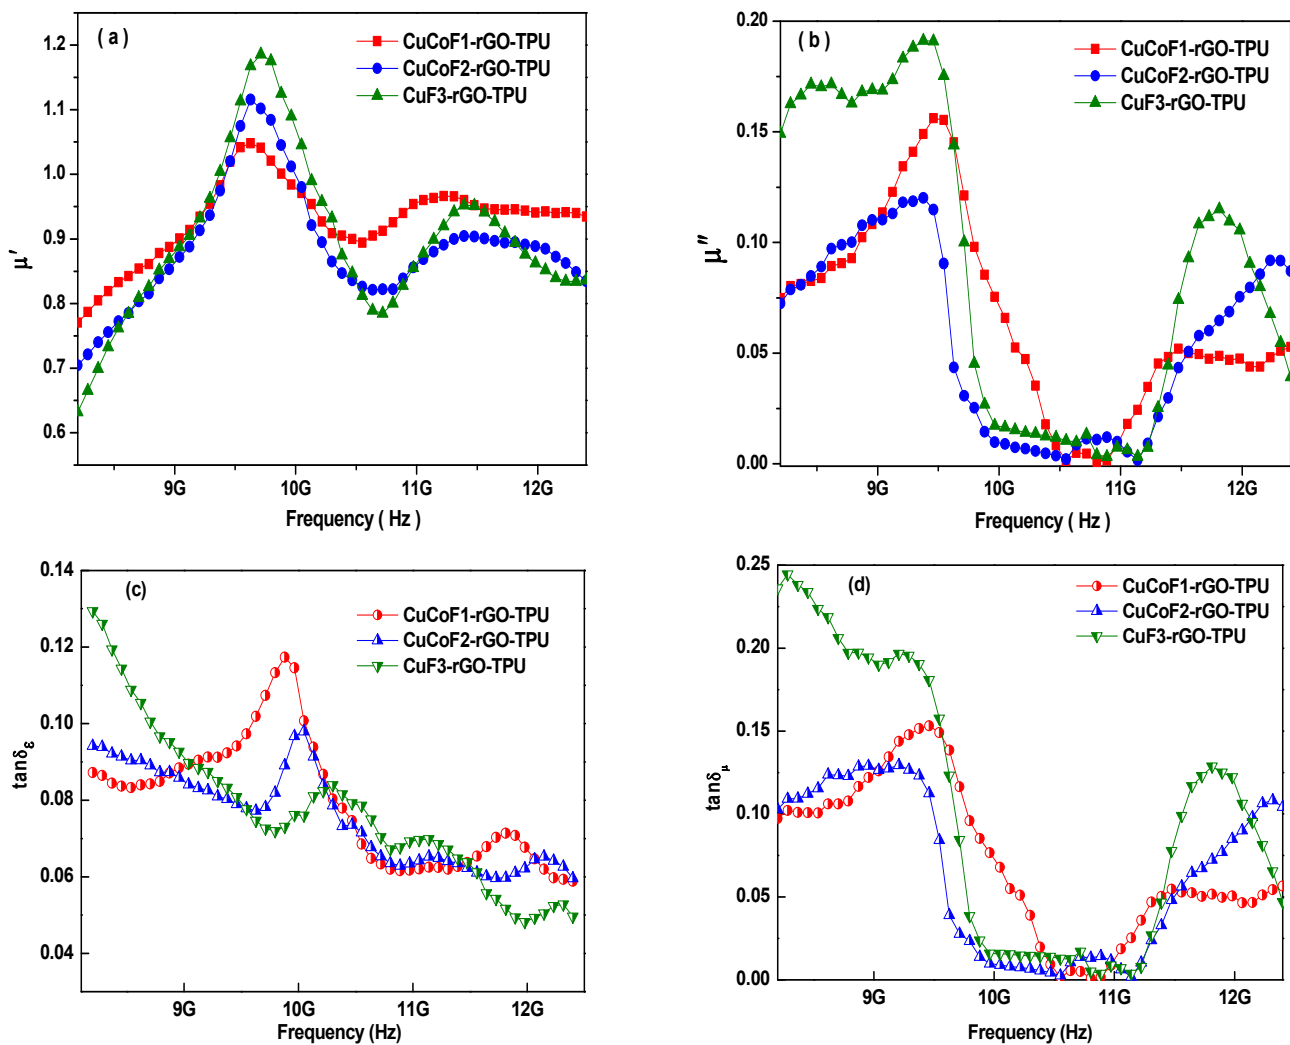 ( a )
CuCoF1-rGO-TPU
CuCoF2-rGO-TPU
CuF3-rGO-TPU
1.2
1.1
1.0
0.9
0.8
0.7
0.6
μ′
9G 10G 11G 12G
Frequency ( Hz )
( b )
CuCoF1-rGO-TPU
CuCoF2-rGO-TPU
CuF3-rGO-TPU
0.20
0.15
0.10
0.05
0.00
μ″
9G 10G 11G 12G
Frequency ( Hz )
(c)
CuCoF1-rGO-TPU
CuCoF2-rGO-TPU
CuF3-rGO-TPU
0.14
0.12
0.10
0.08
0.06
0.04
tanδε
9G 10G 11G 12G
Frequency (Hz)
(d)
CuCoF1-rGO-TPU
CuCoF2-rGO-TPU
CuF3-rGO-TPU
0.25
0.20
0.15
0.10
0.05
0.00
tanδμ
9G 10G 11G 12G
Frequency (Hz)